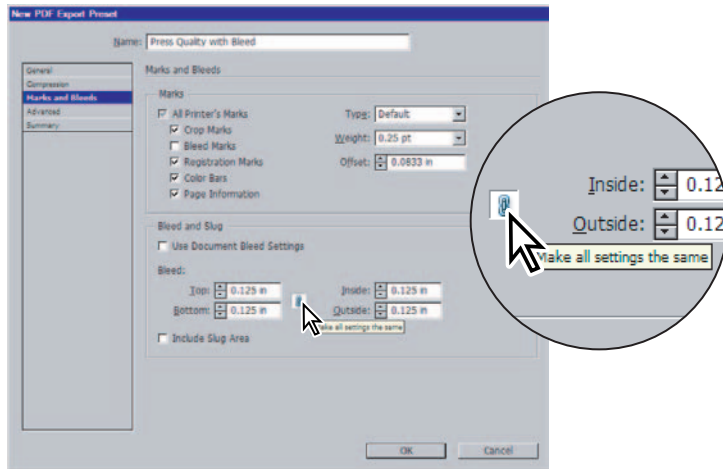 New PDF Export Preset
Name: Press Quality with Bleed
General
Compression
Marks and Bleeds
Advanced
Summary
Marks and Bleeds
Marks
All Printer's Marks
Crop Marks
Bleed Marks
Registration Marks
Color Bars
Page Information
Type: Default
Weight: 0.25 pt
Offset: 0.0833 in
Bleed and Slug
Use Document Bleed Settings
Bleed:
Top: 0.125 in
Bottom: 0.125 in
Inside: 0.125 in
Outside: 0.125 in
Make all settings the same
Include Slug Area
OK Cancel
Inside: 0.12
Outside: 0.12
Make all settings the same